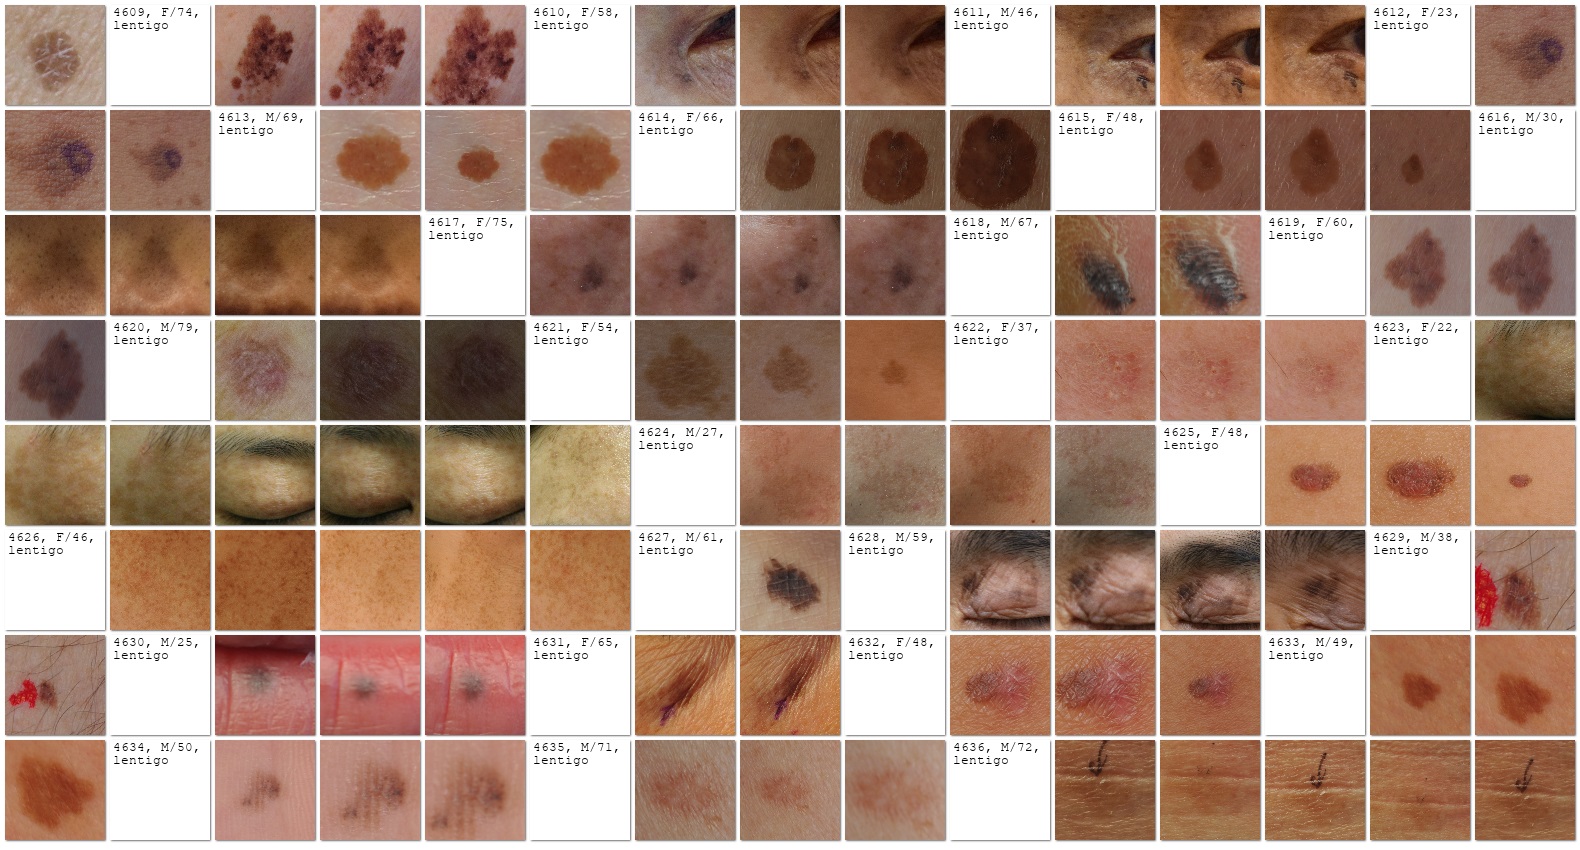 4609, F/74,
lentigo
4610, F/58,
lentigo
4611, M/46,
lentigo
4612, F/23,
lentigo
4613, M/69,
lentigo
4614, F/66,
lentigo
4615, F/48,
lentigo
4616, M/30,
lentigo
4617, F/75,
lentigo
4618, M/67,
lentigo
4619, F/60,
lentigo
4620, M/79,
lentigo
4621, F/54,
lentigo
4622, F/37,
lentigo
4623, F/22,
lentigo
4624, M/27,
lentigo
4625, F/48,
lentigo
4626, F/46,
lentigo
4627, M/61,
lentigo
4628, M/59,
lentigo
4629, M/38,
lentigo
4630, M/25,
lentigo
4631, F/65,
lentigo
4632, F/48,
lentigo
4633, M/49,
lentigo
4634, M/50,
lentigo
4635, M/71,
lentigo
4636, M/72,
lentigo